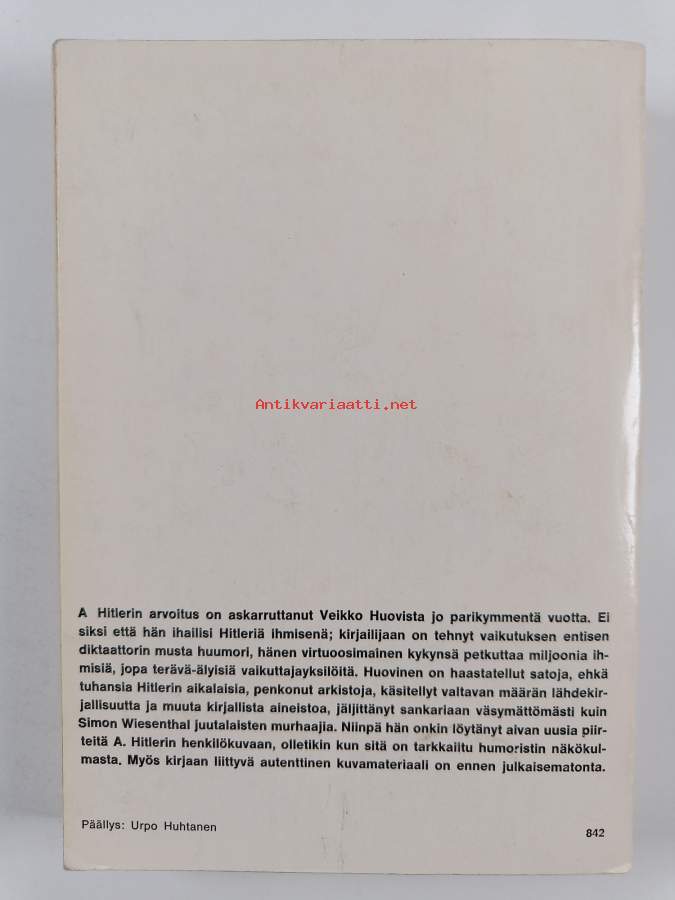 Antikvariaatti.net
A Hitlerin arvoitus on askarruttanut Veikko Huovista jo parikymmentä vuotta. Ei
siksi että hän ihailisi Hitleriä ihmisenä; kirjailijaan on tehnyt vaikutuksen entisen
diktaattorin musta huumori, hänen virtuoosimainen kykynsä petkuttaa miljoonia ih-
misiä, jopa terävä-älyisiä vaikuttajayksilöitä. Huovinen on haastatellut satoja, ehkä
tuhansia Hitlerin aikalaisia, penkonut arkistoja, käsitellyt valtavan määrän lähdekir-
jallisuutta ja muuta kirjallista aineistoa, jäljittänyt sankariaan väsymättömästi kuin
Simon Wiesenthal juutalaisten murhaajia. Niinpä hän onkin löytänyt aivan uusia piir-
teitä A. Hitlerin henkilökuvaan, olletikin kun sitä on tarkkailtu humoristin näkökul-
masta. Myös kirjaan liittyvä autenttinen kuvamateriaali on ennen julkaisematonta.
Päällys: Urpo Huhtanen
842